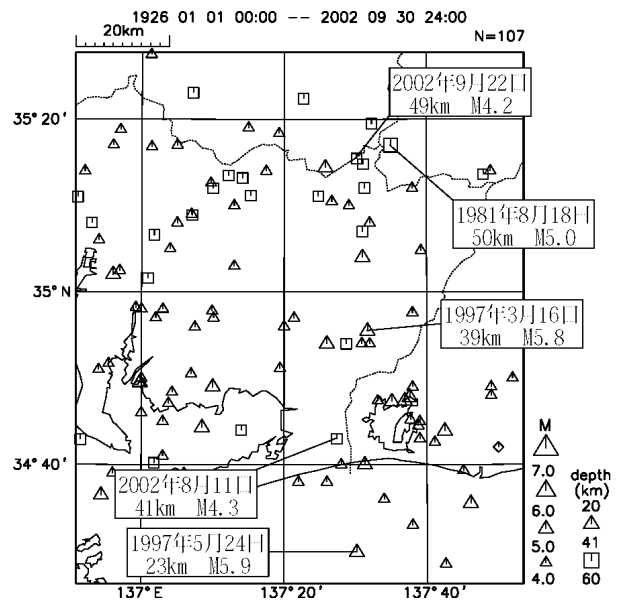 1926 01 01 00:00 -- 2002 09 30 24:00
20km
N=107
2002年9月22日
49km M4.2
35°20'
1981年8月18日
50km M5.0
35°N
1997年3月16日
39km M5.8
34°40'
2002年8月11日
41km M4.3
1997年5月24日
23km M5.9
137°E
137°20'
137°40'
M
7.0
6.0
5.0
4.0
depth
(km)
20
41
60